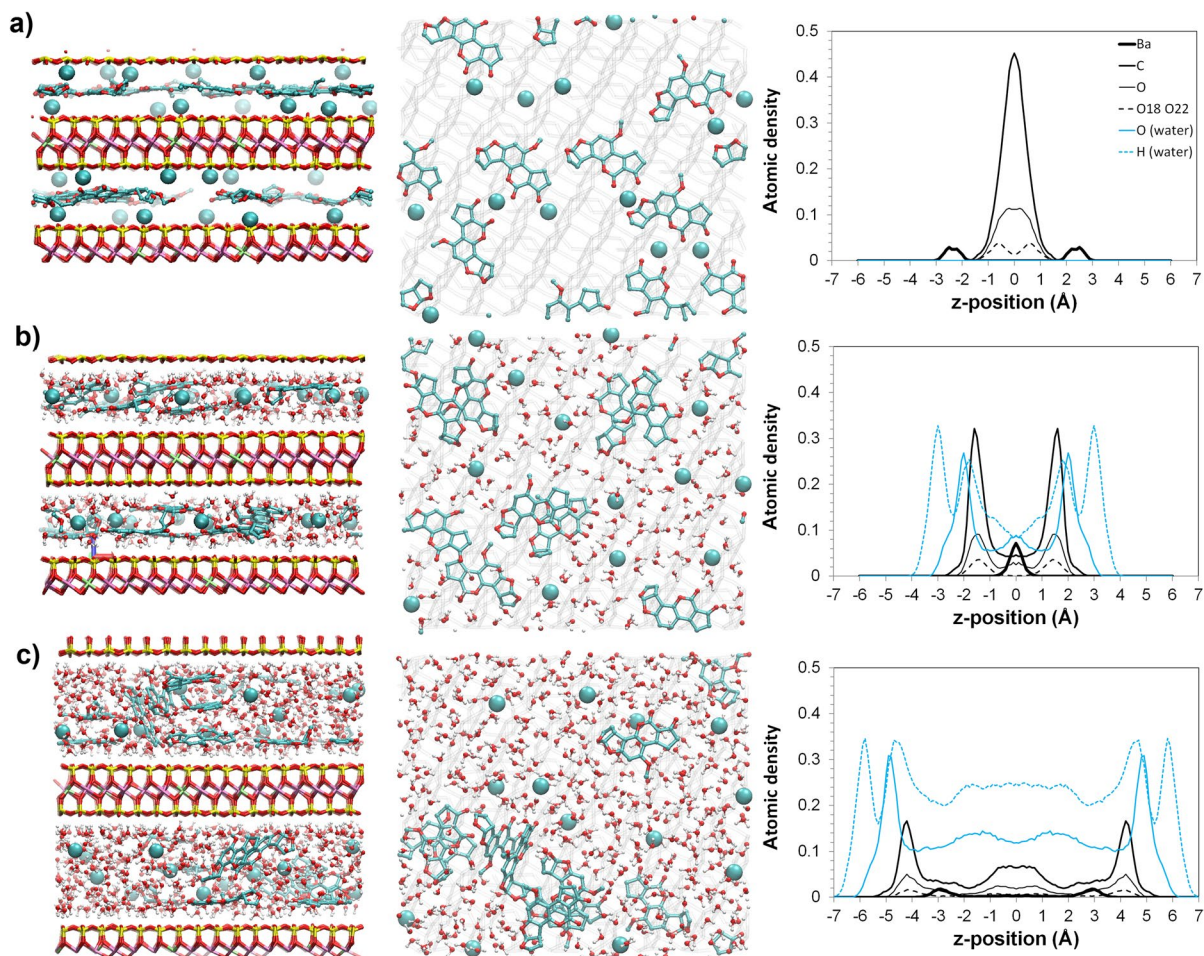 a)
0.5
0.4
0.3
0.2
0.1
0
Atomic density
Ba
C
O
O18 O22
O (water)
H (water)
-7 -6 -5 -4 -3 -2 -1 0 1 2 3 4 5 6 7
z-position (Å)
b)
0.5
0.4
0.3
0.2
0.1
0
Atomic density
-7 -6 -5 -4 -3 -2 -1 0 1 2 3 4 5 6 7
z-position (Å)
c)
0.5
0.4
0.3
0.2
0.1
0
Atomic density
-7 -6 -5 -4 -3 -2 -1 0 1 2 3 4 5 6 7
z-position (Å)